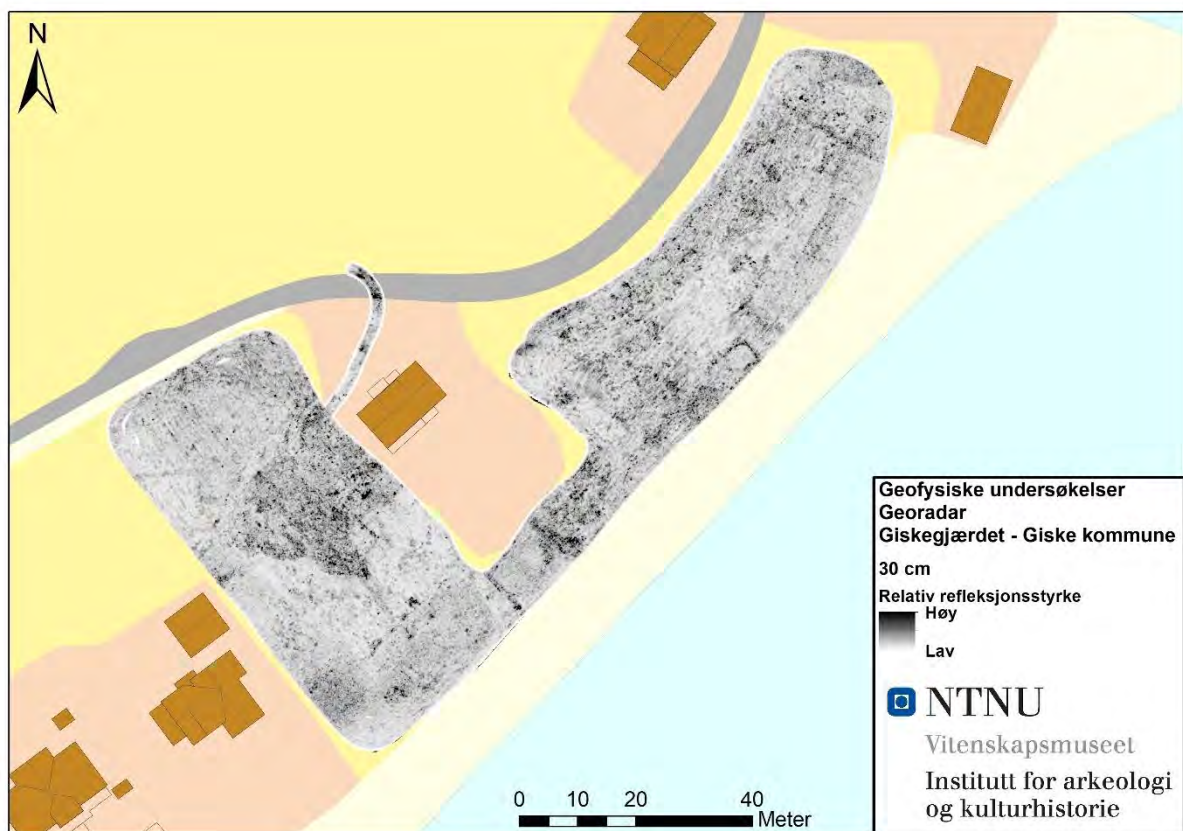 N
Geofysiske undersøkelser
Georadar
Giskegjærdet - Giske kommune
30 cm
Relativ refleksjonsstyrke
Høy
Lav
NTNU
Vitenskapsmuseet
Institutt for arkeologi
og kulturhistorie
0 10 20 40
Meter